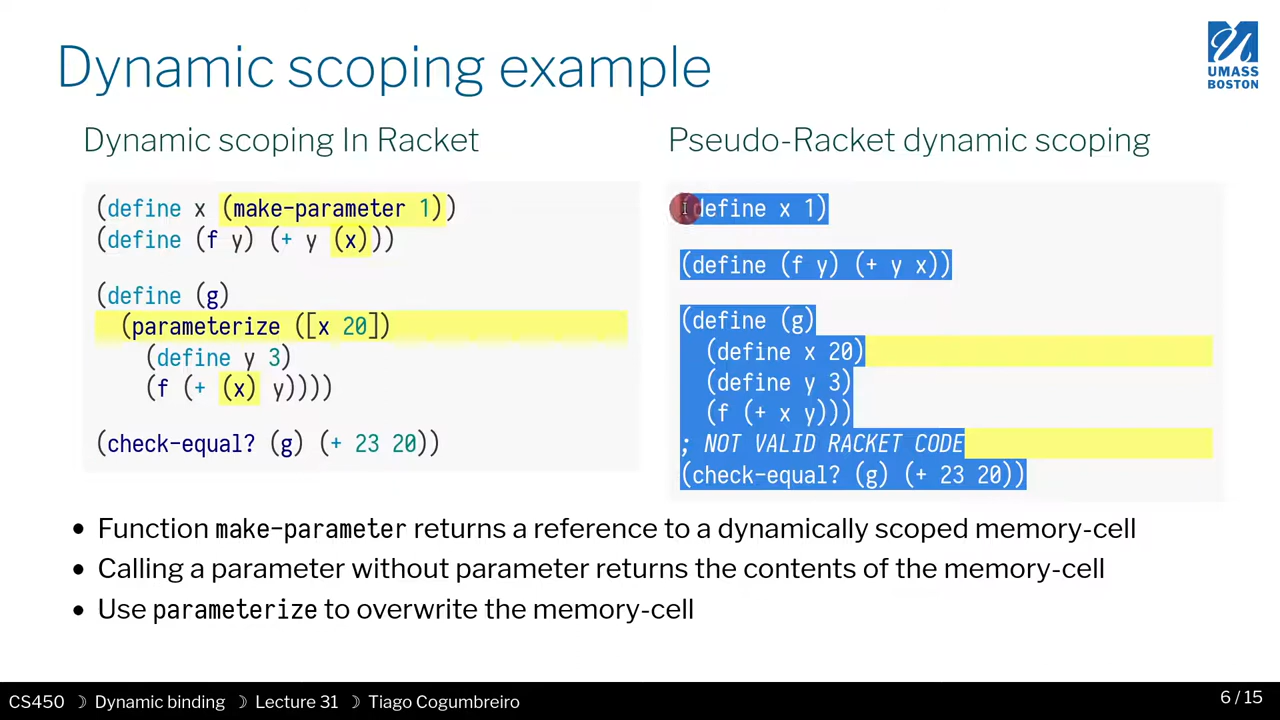 Dynamic scoping example
UMASS
BOSTON
Dynamic scoping In Racket
(define x (make-parameter 1))
(define (f y) (+ y (x)))
(define (g)
(parameterize ([x 20])
(define y 3)
(f (+ (x) y))))
(check-equal? (g) (+ 23 20))
Pseudo-Racket dynamic scoping
(define x 1)
(define (f y) (+ y x))
(define (g)
(define x 20)
(define y 3)
(f (+ x y)))
; NOT VALID RACKET CODE
(check-equal? (g) (+ 23 20))
• Function make-parameter returns a reference to a dynamically scoped memory-cell
• Calling a parameter without parameter returns the contents of the memory-cell
• Use parameterize to overwrite the memory-cell
CS450 ☽ Dynamic binding ☽ Lecture 31 ☽ Tiago Cogumbreiro
6 / 15